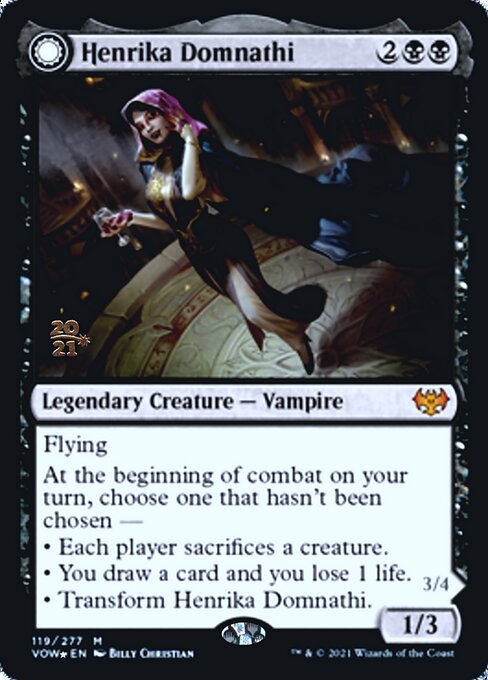 Henrika Domnathi 2
20
21
Legendary Creature — Vampire
Flying
At the beginning of combat on your
turn, choose one that hasn't been
chosen —
• Each player sacrifices a creature.
• You draw a card and you lose 1 life.
• Transform Henrika Domnathi.
3/4
1/3
119/277 M
VOW★EN Billy Christian
™ & © 2021 Wizards of the Coast